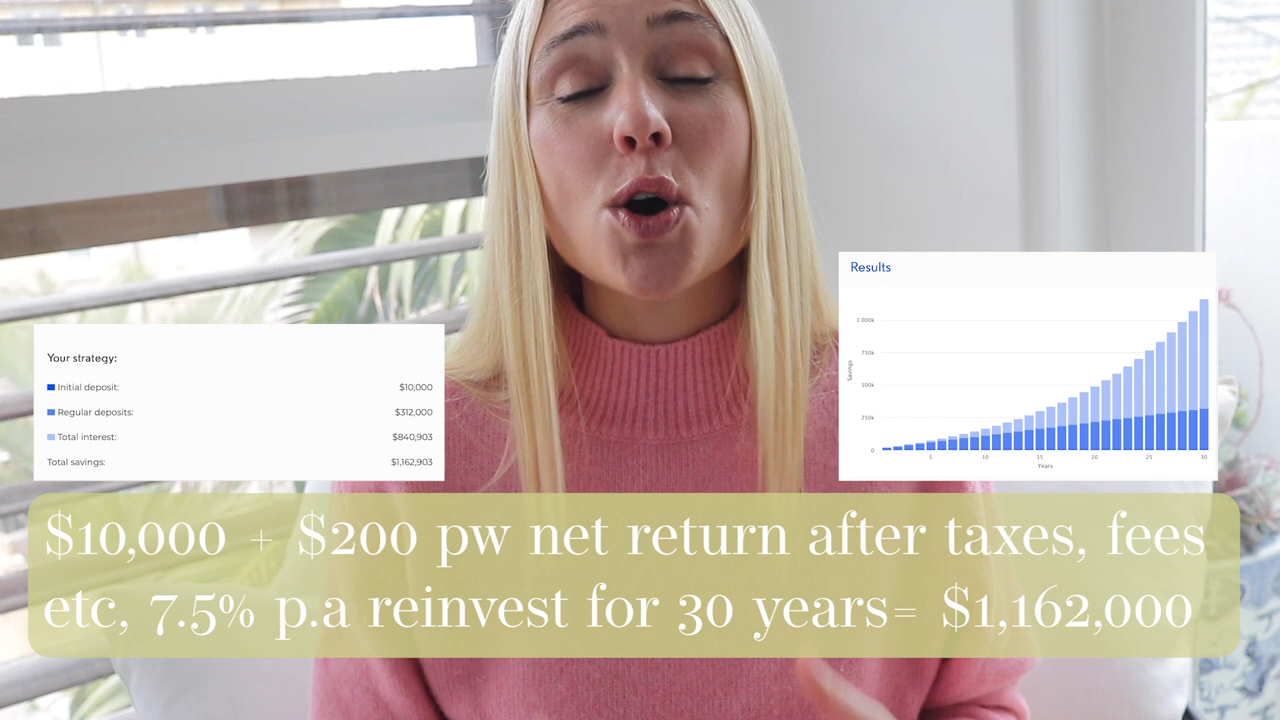 Your strategy:
Initial deposit: $10,000
Regular deposits: $312,000
Total interest: $840,903
Total savings: $1,162,903
Results
1 000k
750k
500k
250k
0
Savings
5 10 15 20 25 30
Years
$10,000 + $200 pw net return after taxes, fees
etc, 7.5% p.a reinvest for 30 years= $1,162,000